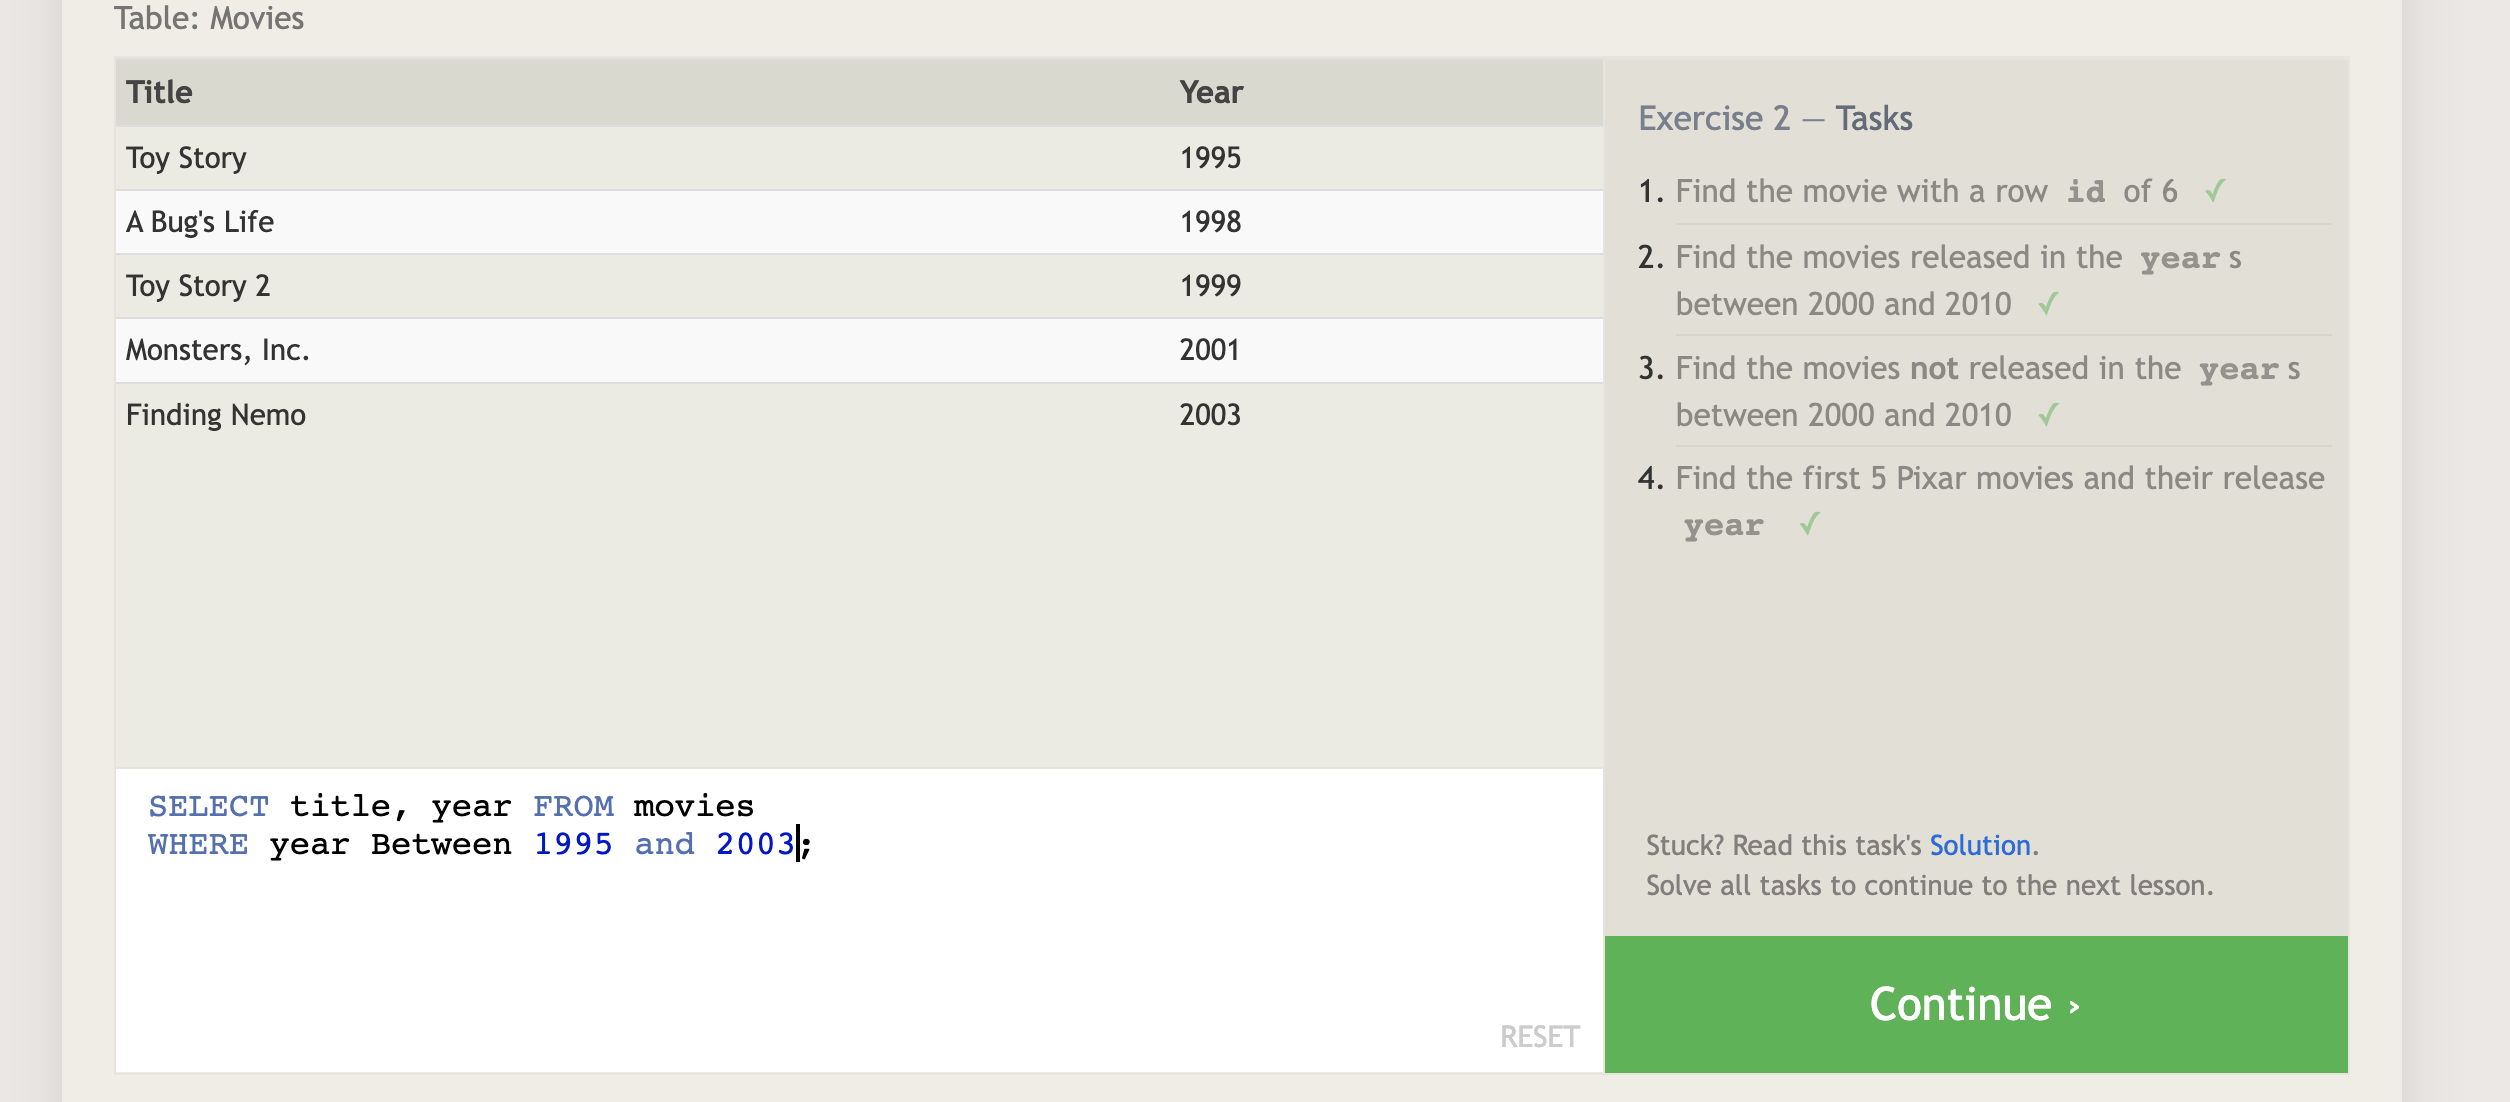 Table: Movies
Title Year
Toy Story 1995
A Bug's Life 1998
Toy Story 2 1999
Monsters, Inc. 2001
Finding Nemo 2003
SELECT title, year FROM movies
WHERE year Between 1995 and 2003;
RESET
Exercise 2 — Tasks
1. Find the movie with a row id of 6 ✓
2. Find the movies released in the year s
between 2000 and 2010 ✓
3. Find the movies not released in the year s
between 2000 and 2010 ✓
4. Find the first 5 Pixar movies and their release
year ✓
Stuck? Read this task's Solution.
Solve all tasks to continue to the next lesson.
Continue ›